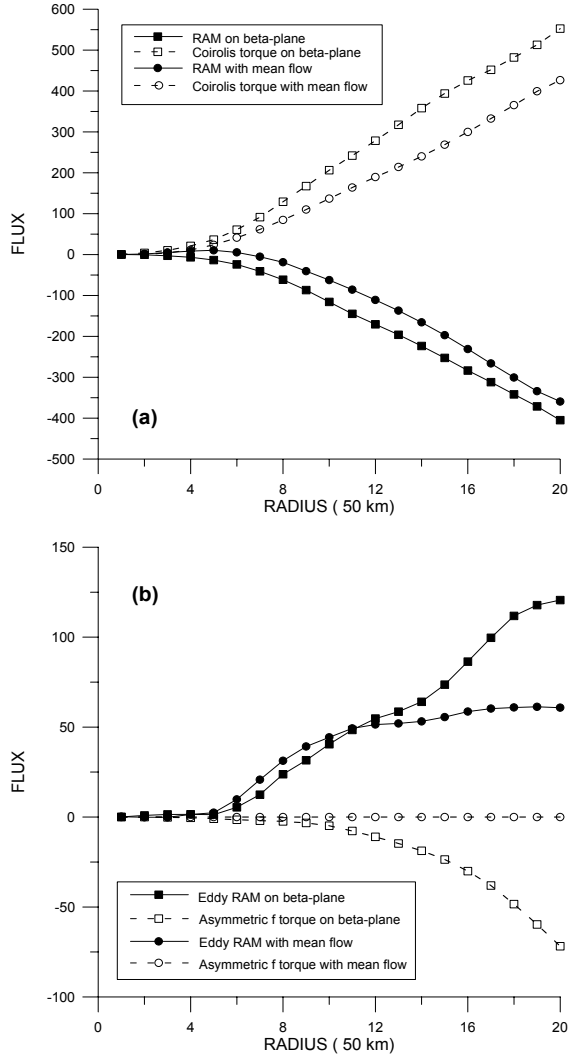 600
500
400
300
200
100
0
-100
-200
-300
-400
-500
FLUX
RAM on beta-plane
Coirolis torque on beta-plane
RAM with mean flow
Coirolis torque with mean flow
(a)
0 4 8 12 16 20
RADIUS ( 50 km)
150
100
50
0
-50
-100
FLUX
(b)
Eddy RAM on beta-plane
Asymmetric f torque on beta-plane
Eddy RAM with mean flow
Asymmetric f torque with mean flow
0 4 8 12 16 20
RADIUS ( 50 km)